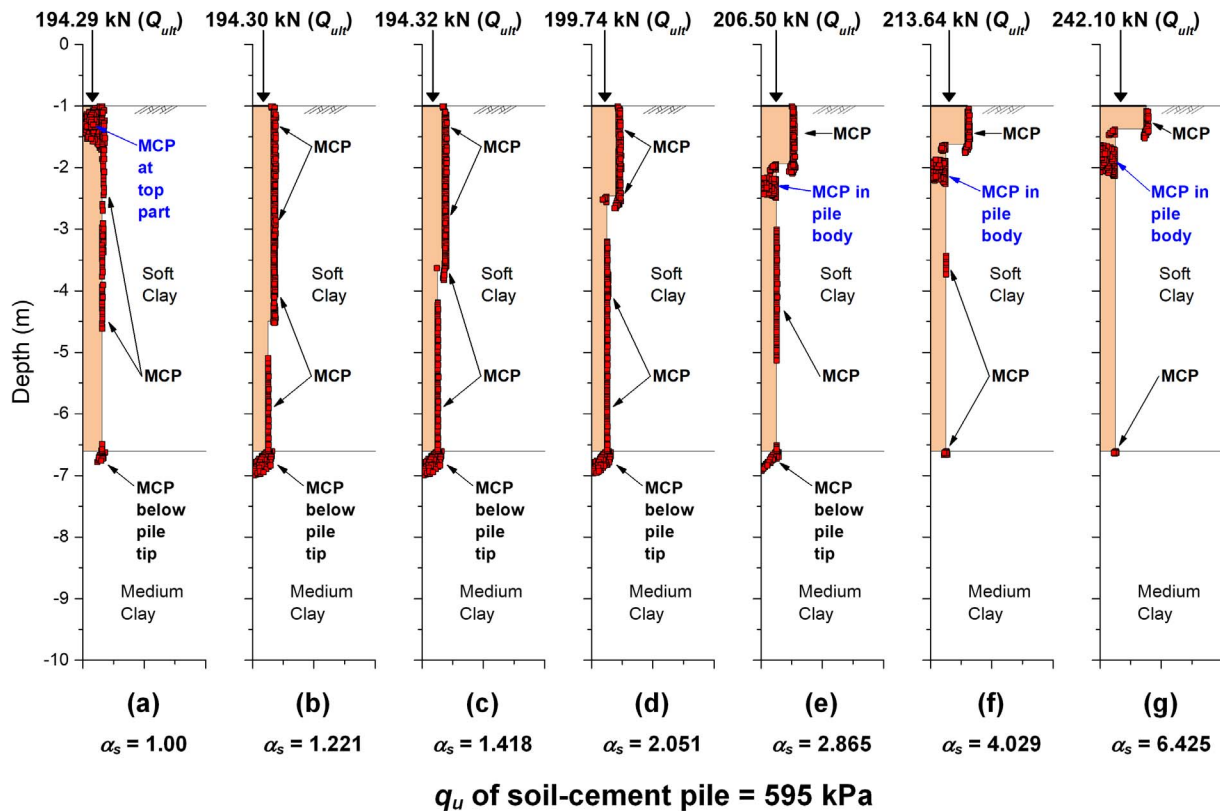 194.29 kN (Qult) 194.30 kN (Qult) 194.32 kN (Qult) 199.74 kN (Qult) 206.50 kN (Qult) 213.64 kN (Qult) 242.10 kN (Qult)
Depth (m)
0
-1
-2
-3
-4
-5
-6
-7
-8
-9
-10
MCP
at
top
part
Soft
Clay
MCP
MCP
below
pile
tip
Medium
Clay
(a)
αs = 1.00
MCP
Soft
Clay
MCP
MCP
below
pile
tip
Medium
Clay
(b)
αs = 1.221
MCP
Soft
Clay
MCP
MCP
below
pile
tip
Medium
Clay
(c)
αs = 1.418
MCP
Soft
Clay
MCP
MCP
below
pile
tip
Medium
Clay
(d)
αs = 2.051
MCP
MCP in
pile
body
Soft
Clay
MCP
MCP
below
pile
tip
Medium
Clay
(e)
αs = 2.865
MCP
MCP in
pile
body
Soft
Clay
MCP
Medium
Clay
(f)
αs = 4.029
MCP
MCP in
pile
body
Soft
Clay
MCP
Medium
Clay
(g)
αs = 6.425
qu of soil-cement pile = 595 kPa